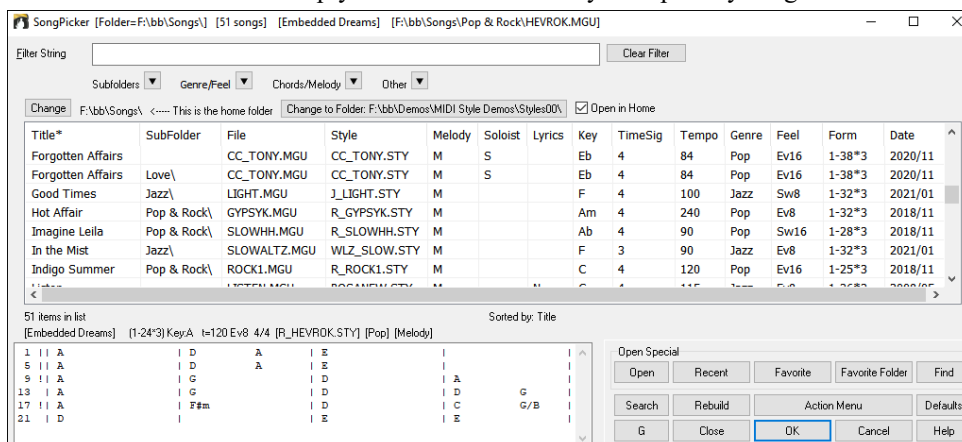 SongPicker [Folder=F:\bb\Songs\] [51 songs] [Embedded Dreams] [F:\bb\Songs\Pop & Rock\HEVROK.MGU]
Filter String Clear Filter
Subfolders Genre/Feel Chords/Melody Other
Change F:\bb\Songs\ <----- This is the home folder Change to Folder: F:\bb\Demos\MIDI Style Demos\Styles00\ Open in Home
Title* SubFolder File Style Melody Soloist Lyrics Key TimeSig Tempo Genre Feel Form Date
Forgotten Affairs CC_TONY.MGU CC_TONY.STY M S Eb 4 84 Pop Ev16 1-38*3 2020/11
Forgotten Affairs Love\ CC_TONY.MGU CC_TONY.STY M S Eb 4 84 Pop Ev16 1-38*3 2020/11
Good Times Jazz\ LIGHT.MGU J_LIGHT.STY M F 4 100 Jazz Sw8 1-32*3 2021/01
Hot Affair Pop & Rock\ GYPSYK.MGU R_GYPSYK.STY M Am 4 240 Pop Ev8 1-32*3 2018/11
Imagine Leila Pop & Rock\ SLOWHH.MGU R_SLOWHH.STY M Ab 4 90 Pop Sw16 1-28*3 2018/11
In the Mist Jazz\ SLOWALTZ.MGU WLZ_SLOW.STY M F 3 90 Jazz Ev8 1-32*3 2021/01
Indigo Summer Pop & Rock\ ROCK1.MGU R_ROCK1.STY M C 4 120 Pop Ev16 1-25*3 2018/11
51 items in list Sorted by: Title
[Embedded Dreams] (1-24*3) Key:A t=120 Ev8 4/4 [R_HEVROK.STY] [Pop] [Melody]
1 || A | D A | E | |
5 || A | D A | E | |
9 !| A | G | D | A |
13 | A | G | D | D G |
17 !| A | F#m | D | C G/B |
21 | D | | E | E |
Open Special
Open Recent Favorite Favorite Folder Find
Search Rebuild Action Menu Defaults
G Close OK Cancel Help